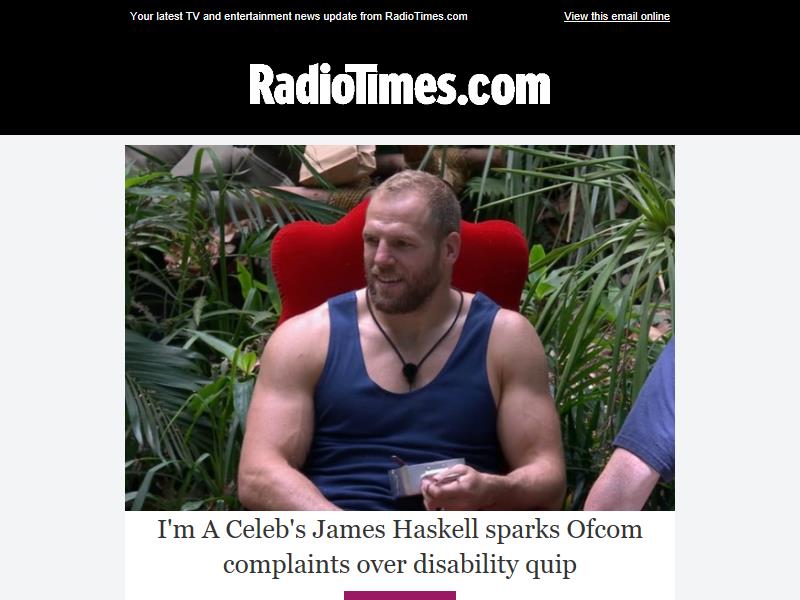 Your latest TV and entertainment news update from RadioTimes.com
View this email online
RadioTimes.com
I'm A Celeb's James Haskell sparks Ofcom
complaints over disability quip